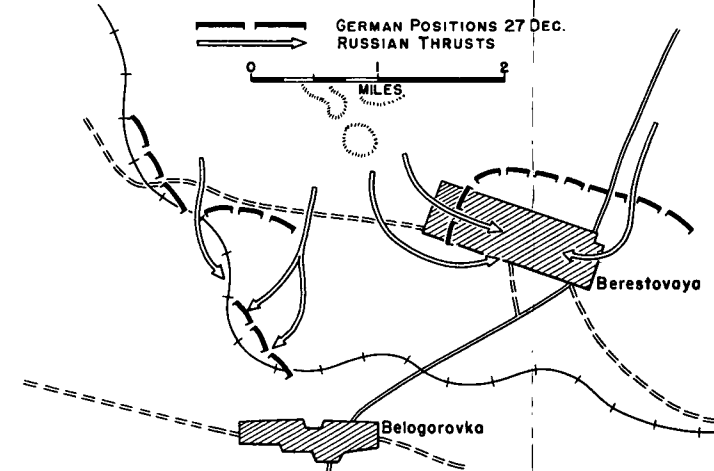 GERMAN POSITIONS 27 DEC.
RUSSIAN THRUSTS
0 1 2
MILES
Berestovaya
Belogorovka